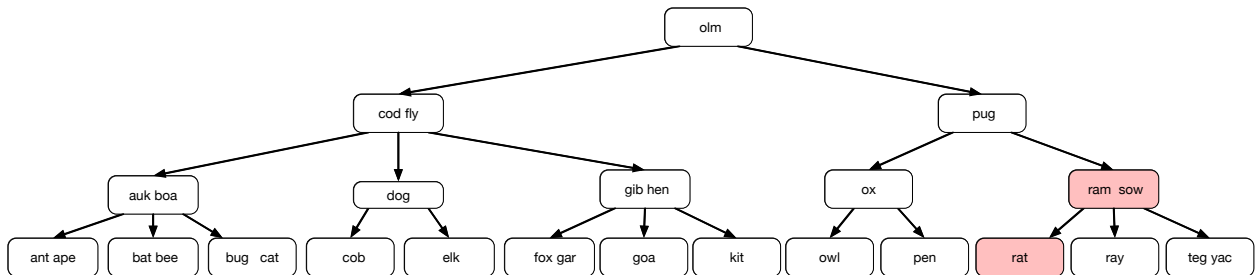 olm
cod fly
pug
auk boa
dog
gib hen
ox
ram sow
ant ape
bat bee
bug cat
cob
elk
fox gar
goa
kit
owl
pen
rat
ray
teg yac